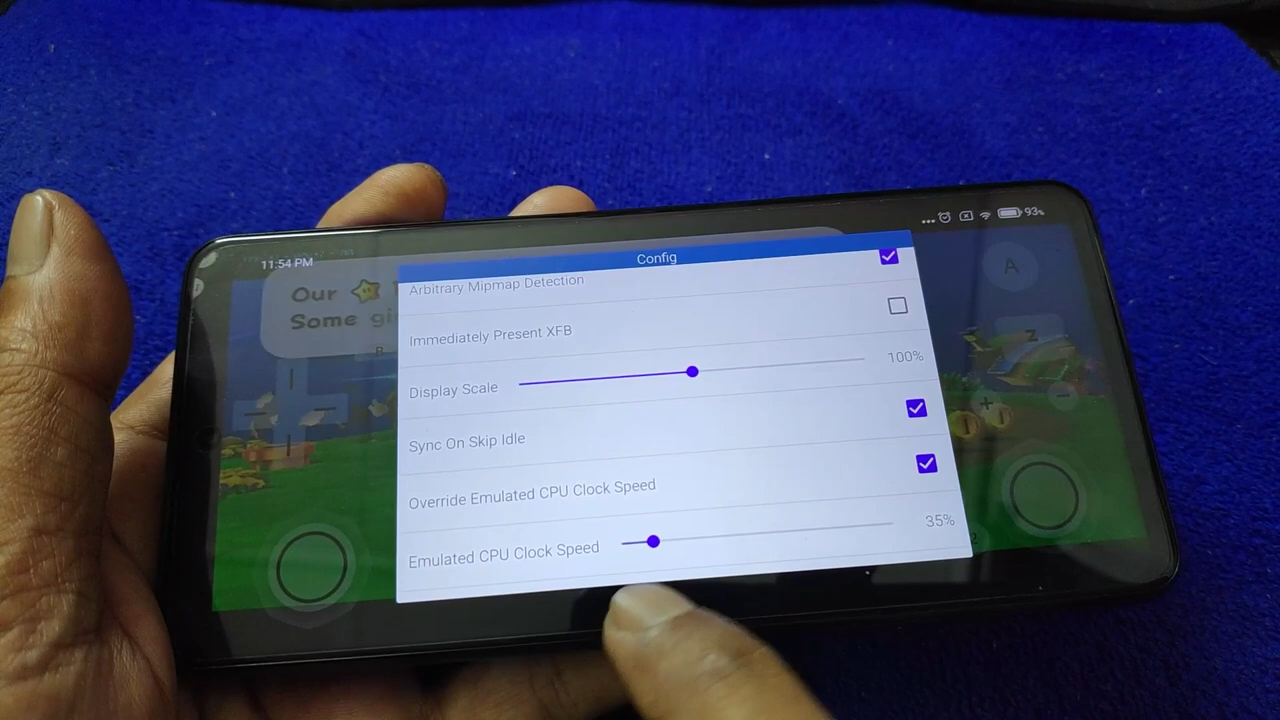 11:54 PM
93%
Config
Our
Some
Arbitrary Mipmap Detection
Immediately Present XFB
Display Scale 100%
Sync On Skip Idle
Override Emulated CPU Clock Speed
Emulated CPU Clock Speed 35%
A
B
Z
+
-